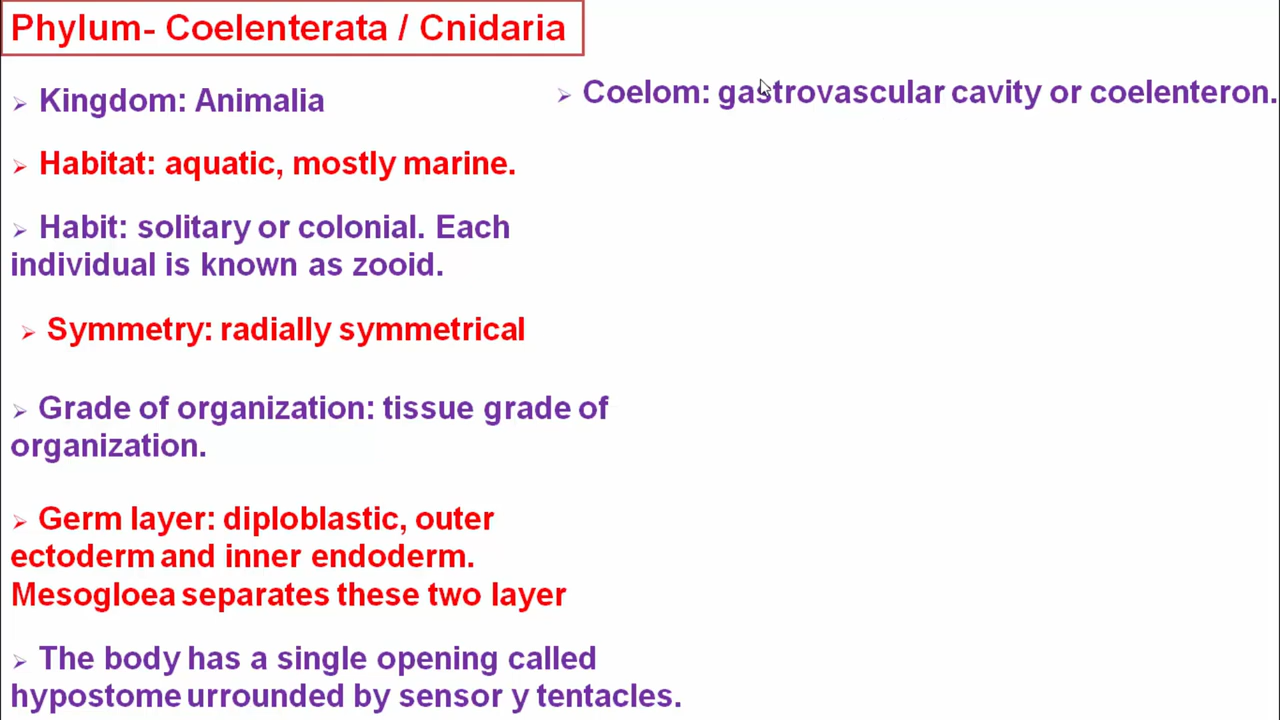 Phylum- Coelenterata / Cnidaria
Kingdom: Animalia
Habitat: aquatic, mostly marine.
Habit: solitary or colonial. Each
individual is known as zooid.
Symmetry: radially symmetrical
Grade of organization: tissue grade of
organization.
Germ layer: diploblastic, outer
ectoderm and inner endoderm.
Mesogloea separates these two layer
The body has a single opening called
hypostome urrounded by sensor y tentacles.
Coelom: gastrovascular cavity or coelenteron.